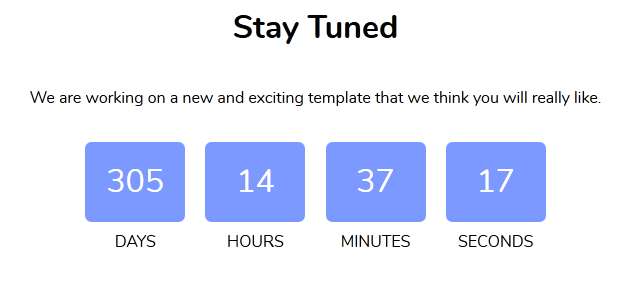 Stay Tuned
We are working on a new and exciting template that we think you will really like.
305 14 37 17
DAYS HOURS MINUTES SECONDS